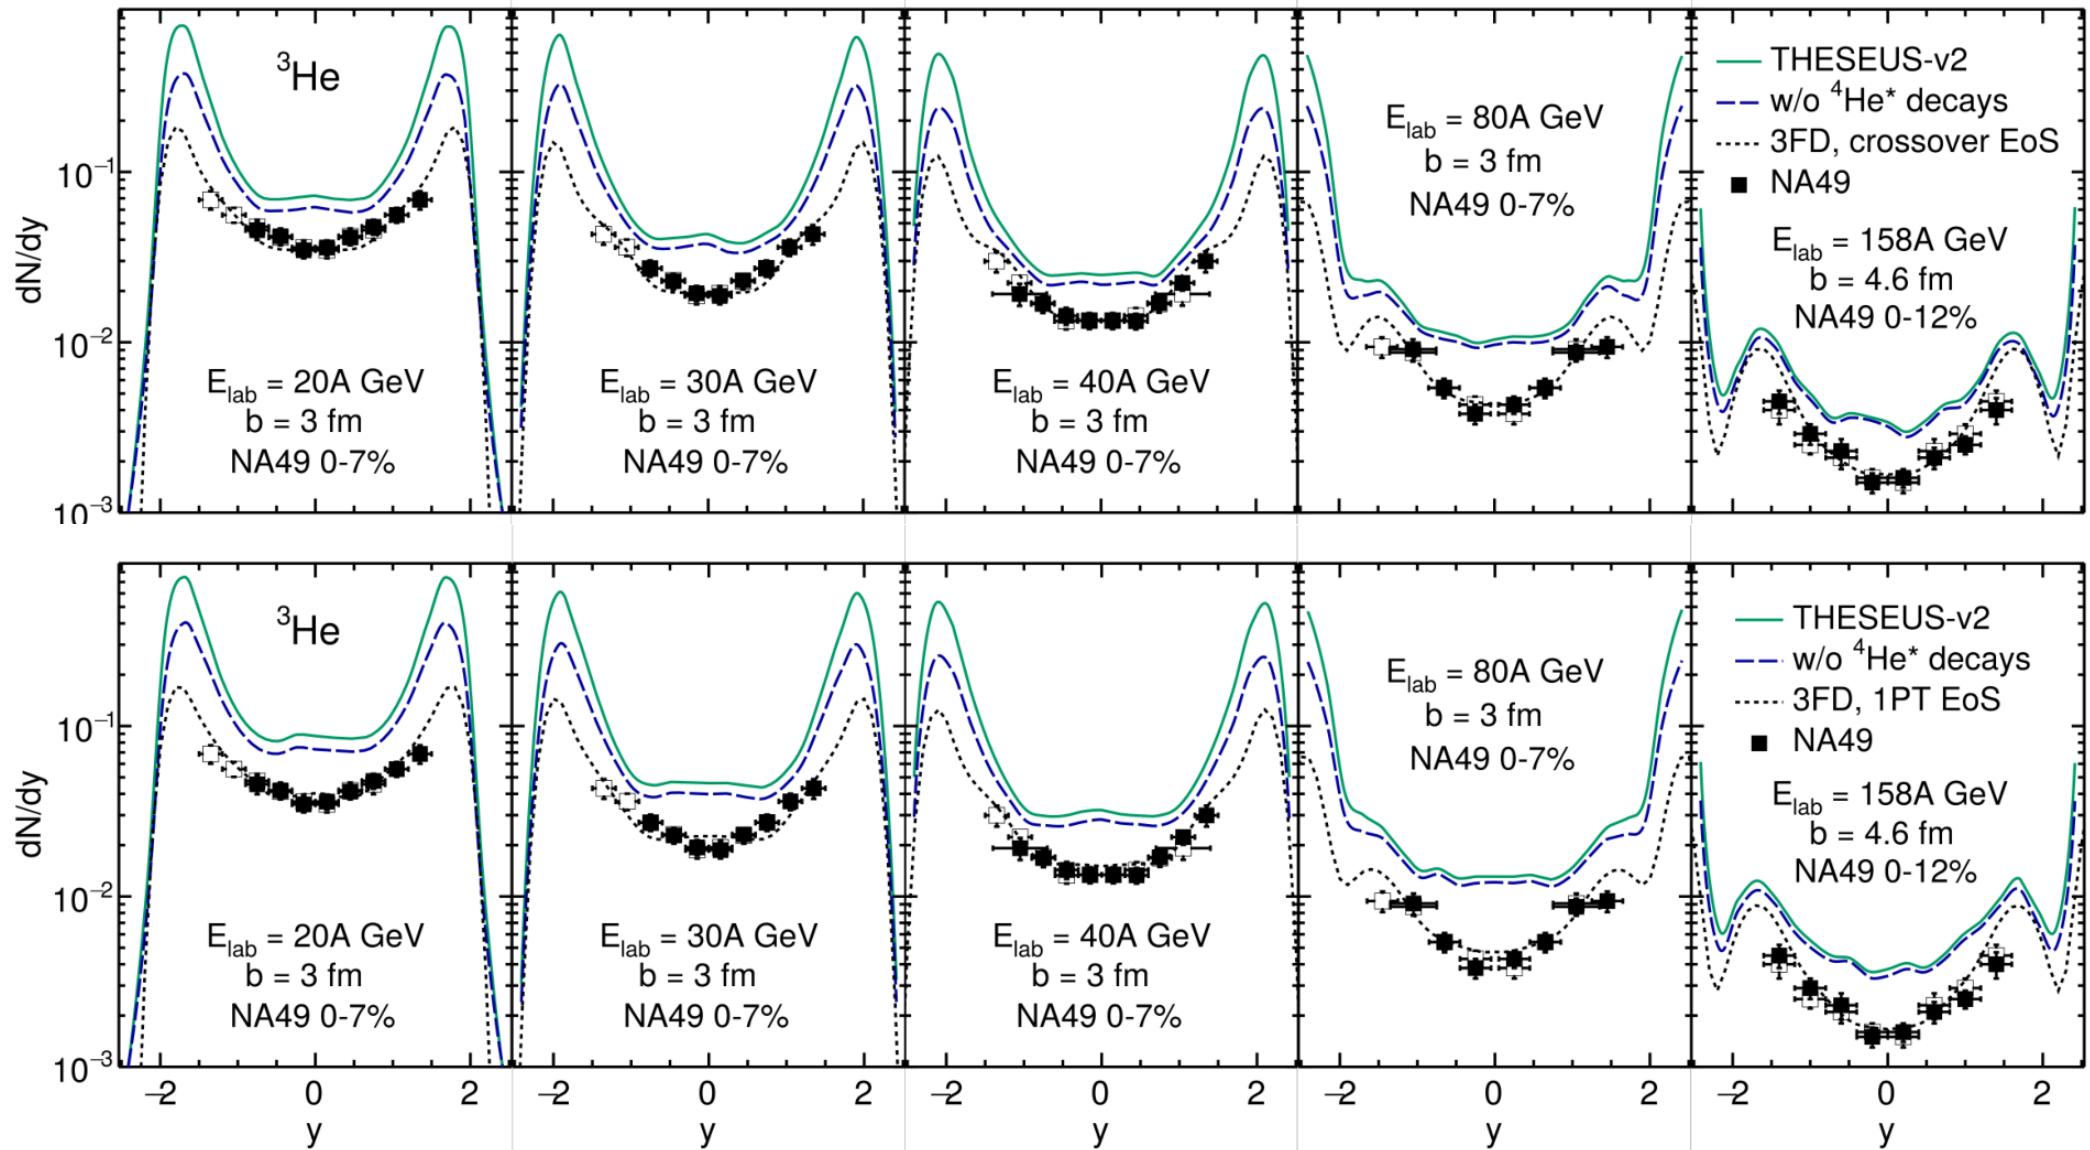 ³He
E_lab = 20A GeV
b = 3 fm
NA49 0-7%
E_lab = 30A GeV
b = 3 fm
NA49 0-7%
E_lab = 40A GeV
b = 3 fm
NA49 0-7%
E_lab = 80A GeV
b = 3 fm
NA49 0-7%
THESEUS-v2
w/o ⁴He* decays
3FD, crossover EoS
NA49
E_lab = 158A GeV
b = 4.6 fm
NA49 0-12%
dN/dy
10⁻¹
10⁻²
10⁻³
³He
E_lab = 20A GeV
b = 3 fm
NA49 0-7%
E_lab = 30A GeV
b = 3 fm
NA49 0-7%
E_lab = 40A GeV
b = 3 fm
NA49 0-7%
E_lab = 80A GeV
b = 3 fm
NA49 0-7%
THESEUS-v2
w/o ⁴He* decays
3FD, 1PT EoS
NA49
E_lab = 158A GeV
b = 4.6 fm
NA49 0-12%
dN/dy
10⁻¹
10⁻²
10⁻³
−2 0 2 −2 0 2 −2 0 2 −2 0 2 −2 0 2
y y y y y